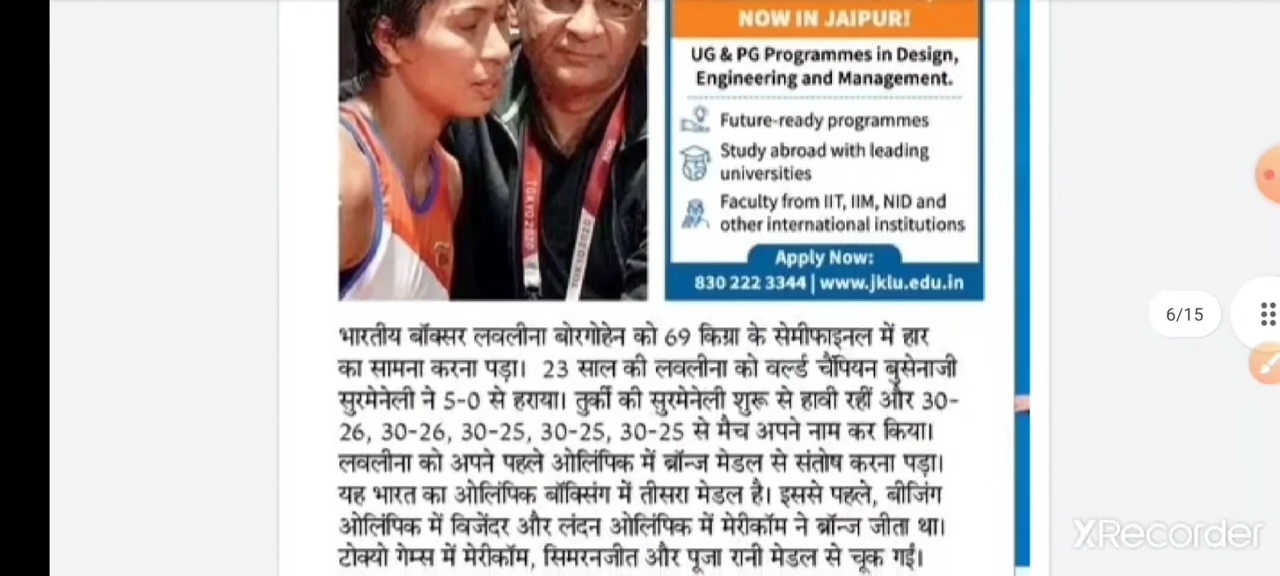 NOW IN JAIPUR!
UG & PG Programmes in Design,
Engineering and Management.
Future-ready programmes
Study abroad with leading
universities
Faculty from IIT, IIM, NID and
other international institutions
Apply Now:
830 222 3344 | www.jklu.edu.in
TOKYO 2020
TOKYO 2020
भारतीय बॉक्सर लवलीना बोरगोहेन को 69 किग्रा के सेमीफाइनल में हार
का सामना करना पड़ा। 23 साल की लवलीना को वर्ल्ड चैंपियन बुसेनाजी
सुरमेनेली ने 5-0 से हराया। तुर्की की सुरमेनेली शुरू से हावी रहीं और 30-
26, 30-26, 30-25, 30-25, 30-25 से मैच अपने नाम कर किया।
लवलीना को अपने पहले ओलिंपिक में ब्रॉन्ज मेडल से संतोष करना पड़ा।
यह भारत का ओलिंपिक बॉक्सिंग में तीसरा मेडल है। इससे पहले, बीजिंग
ओलिंपिक में विजेंदर और लंदन ओलिंपिक में मेरीकॉम ने ब्रॉन्ज जीता था।
टोक्यो गेम्स में मेरीकॉम, सिमरनजीत और पूजा रानी मेडल से चूक गईं।
6/15
XRecorder